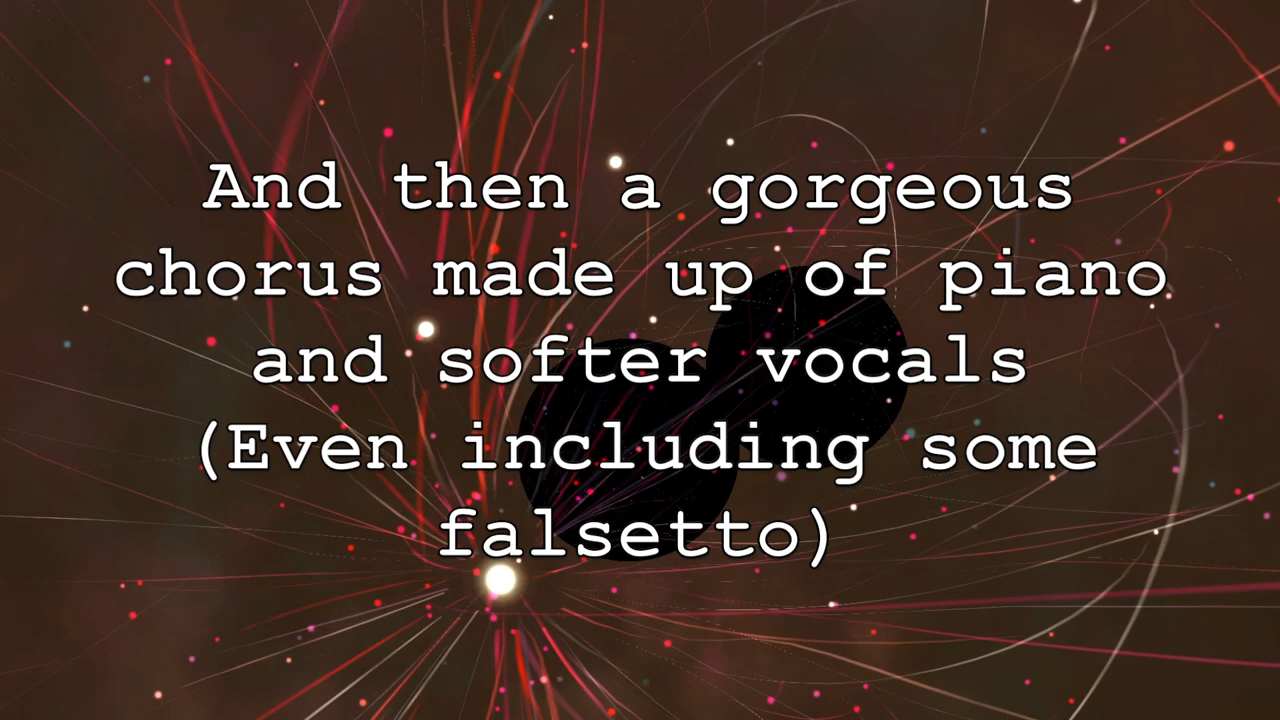 And then a gorgeous
chorus made up of piano
and softer vocals
(Even including some
falsetto)